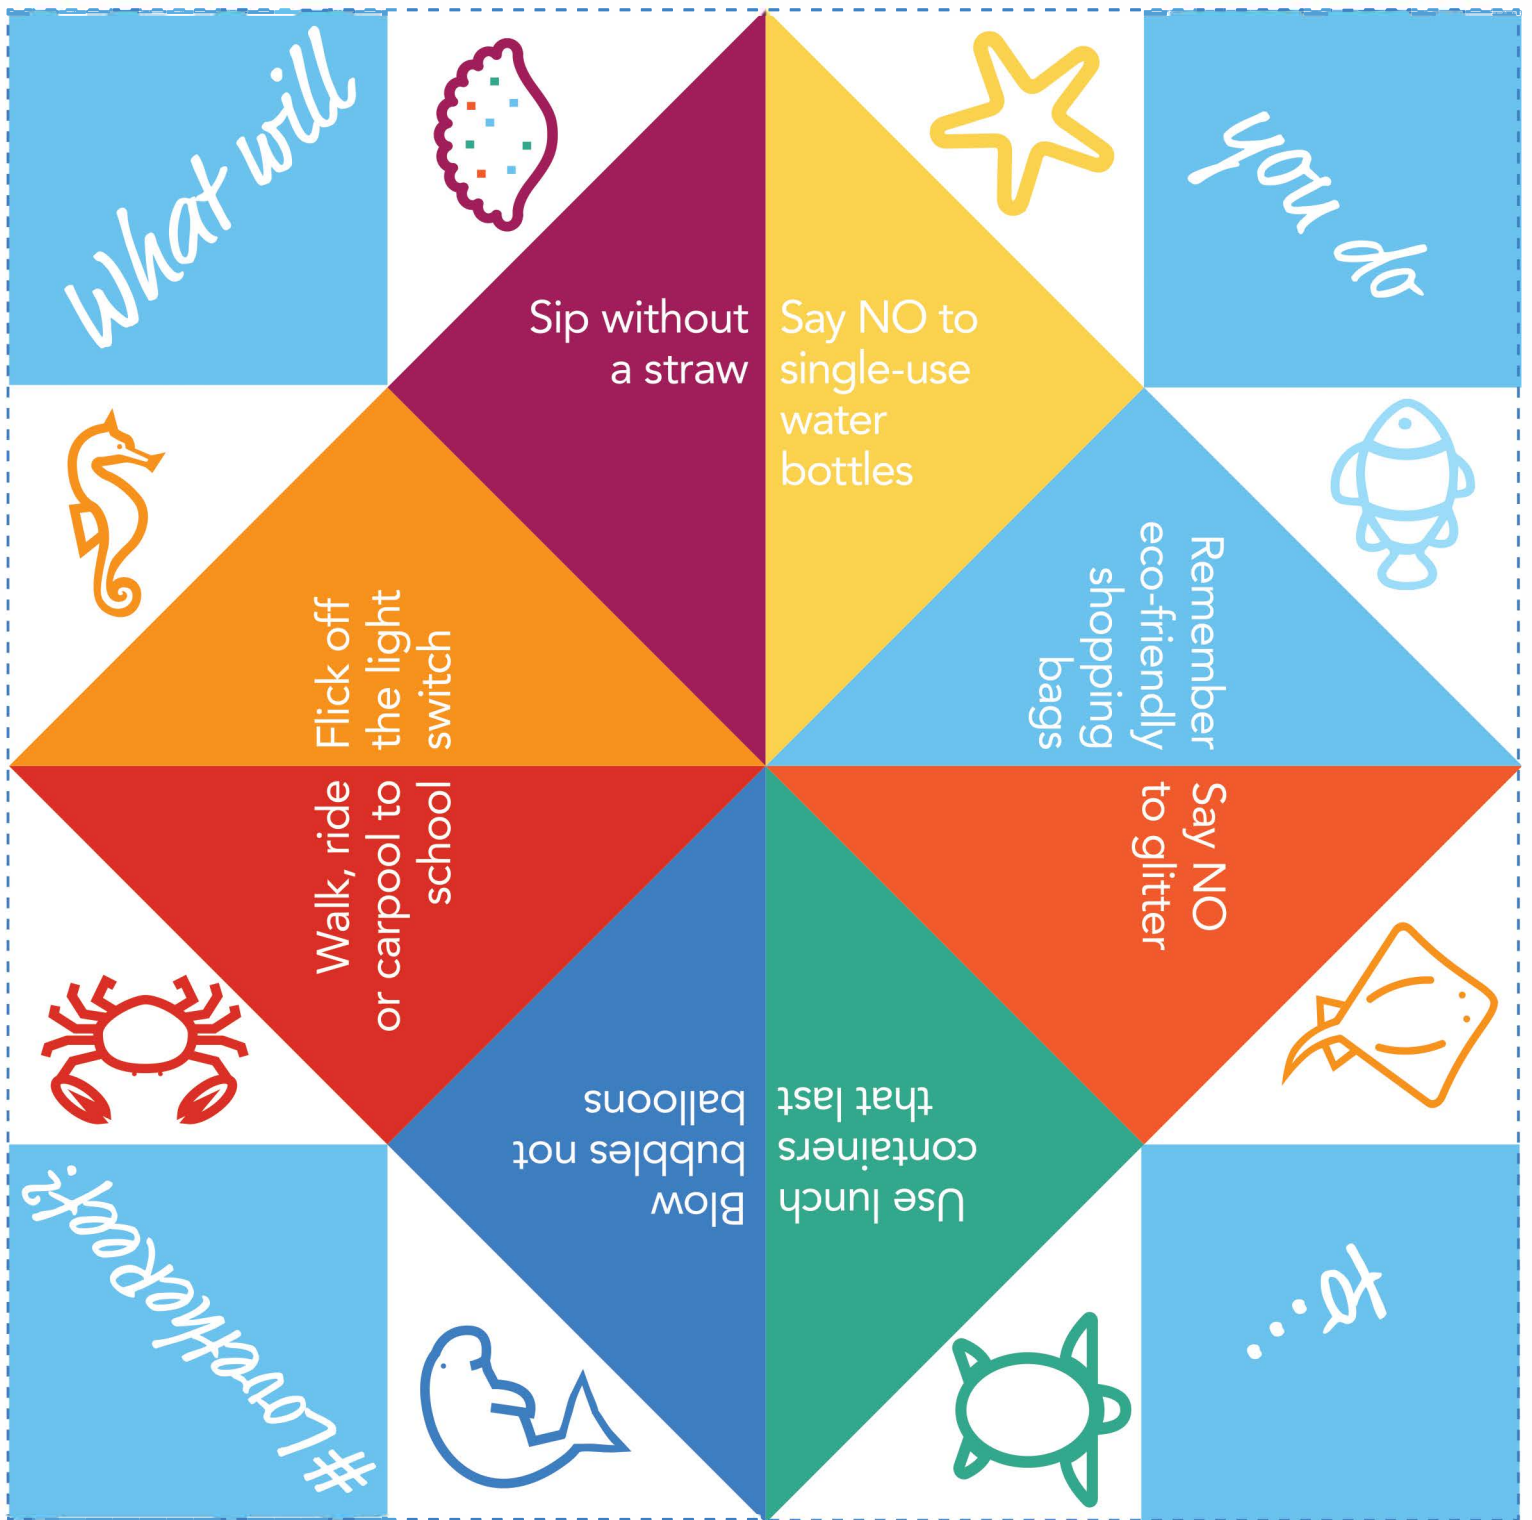 What will
you do
to...
#LovetheReef?
Sip without
a straw
Say NO to
single-use
water
bottles
Remember
eco-friendly
shopping
bags
Say NO
to glitter
Use lunch
containers
that last
Blow
bubbles not
balloons
Walk, ride
or carpool to
school
Flick off
the light
switch